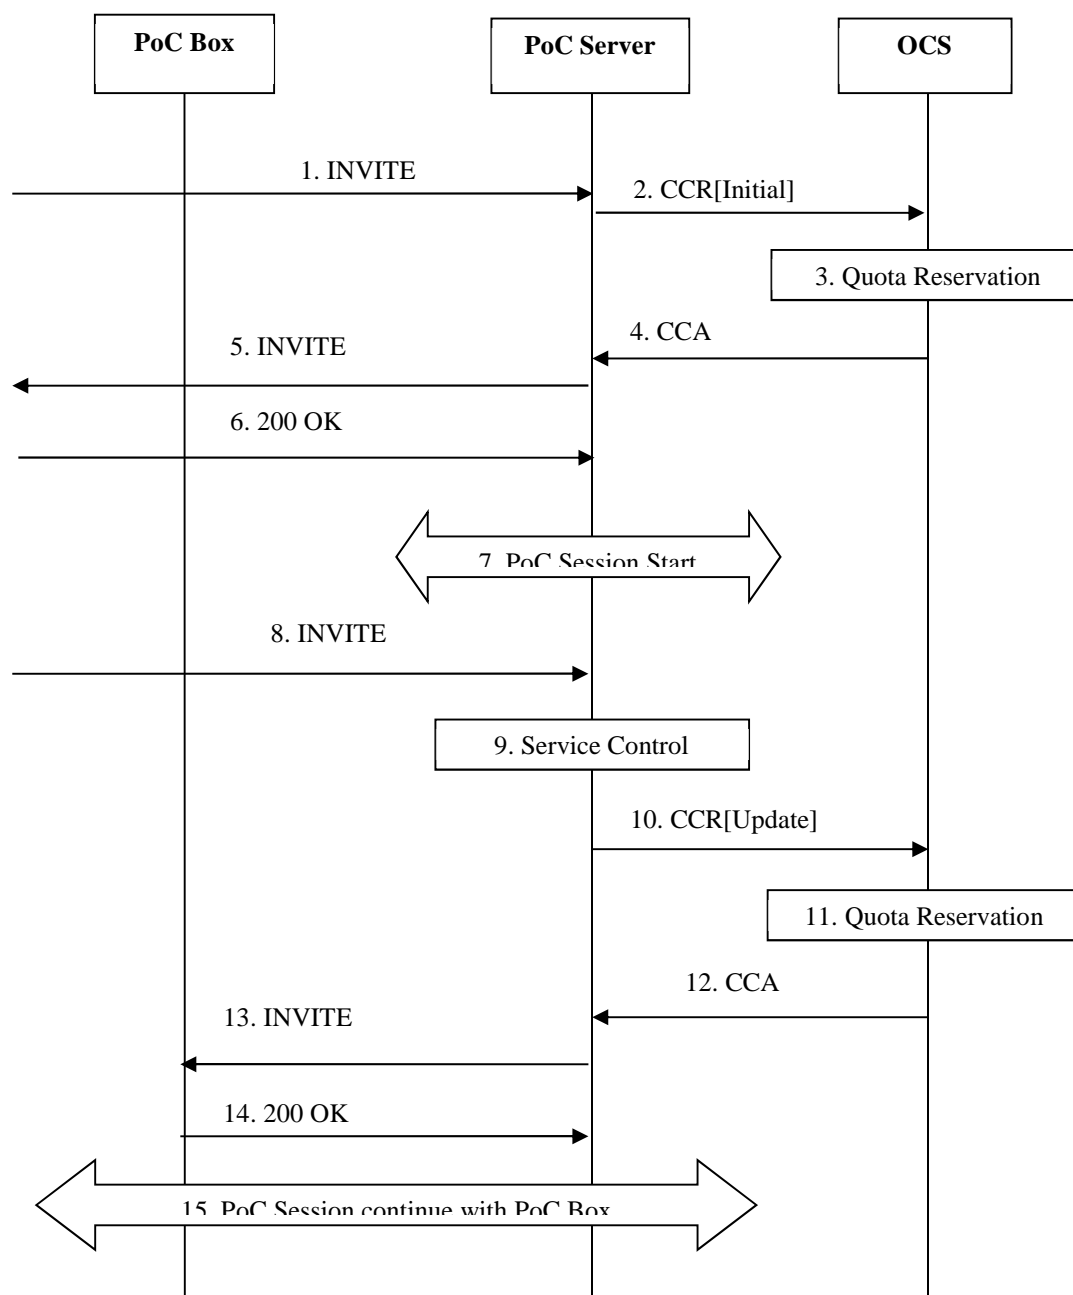 PoC Box
PoC Server
OCS
1. INVITE
2. CCR[Initial]
3. Quota Reservation
4. CCA
5. INVITE
6. 200 OK
7. PoC Session Start
8. INVITE
9. Service Control
10. CCR[Update]
11. Quota Reservation
12. CCA
13. INVITE
14. 200 OK
15. PoC Session continue with PoC Box